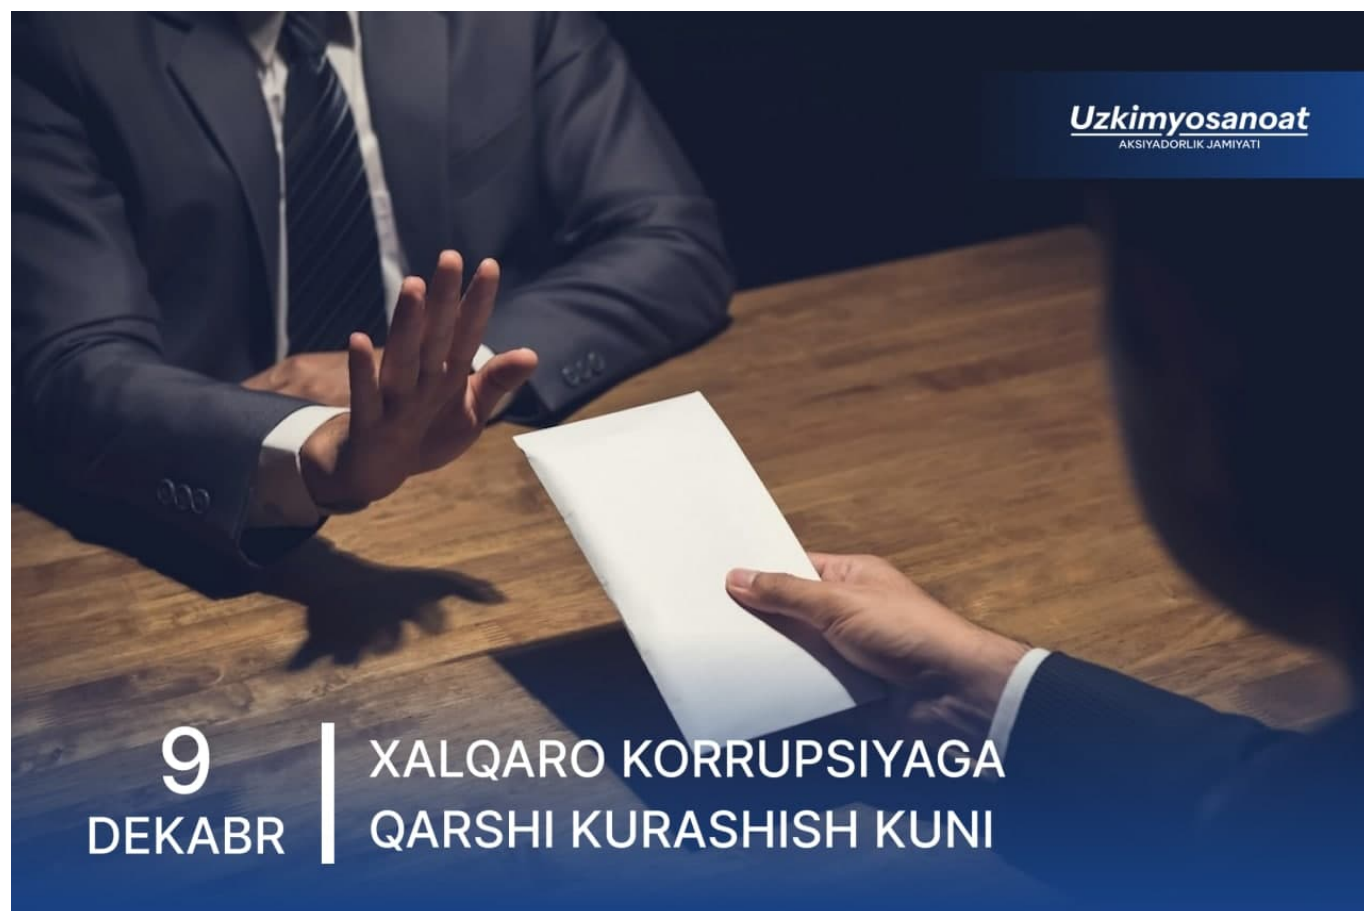 Uzkimyosanoat
AKSIYADORLIK JAMIYATI
9
DEKABR
XALQARO KORRUPSIYAGA
QARSHI KURASHISH KUNI